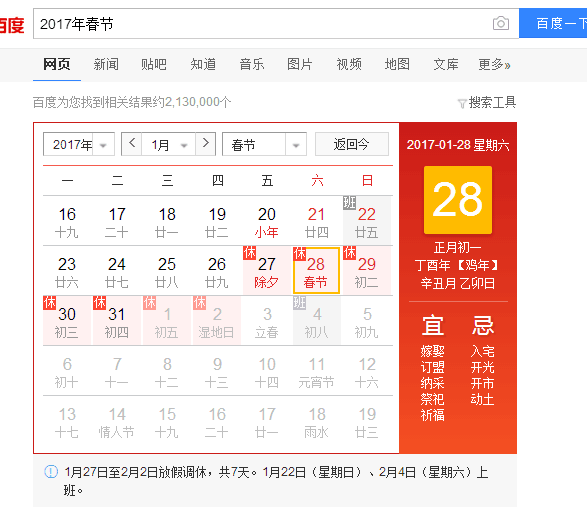 百度
2017年春节
百度一下
网页 新闻 贴吧 知道 音乐 图片 视频 地图 文库 更多»
百度为您找到相关结果约2,130,000个
搜索工具
2017年 1月 春节 返回今
一 二 三 四 五 六 日
班
16 17 18 19 20 21 22
十九 二十 廿一 廿二 小年 廿四 廿五
休 休 休
23 24 25 26 27 28 29
廿六 廿七 廿八 廿九 除夕 春节 初二
休 休 休 休 班
30 31 1 2 3 4 5
初三 初四 初五 湿地日 立春 初八 初九
6 7 8 9 10 11 12
初十 十一 十二 十三 十四 元宵节 十六
13 14 15 16 17 18 19
十七 情人节 十九 二十 廿一 雨水 廿三
2017-01-28 星期六
28
正月初一
丁酉年【鸡年】
辛丑月 乙卯日
宜 忌
嫁娶 入宅
订盟 开光
纳采 开市
祭祀 动土
祈福
1月27日至2月2日放假调休，共7天。1月22日（星期日）、2月4日（星期六）上
班。